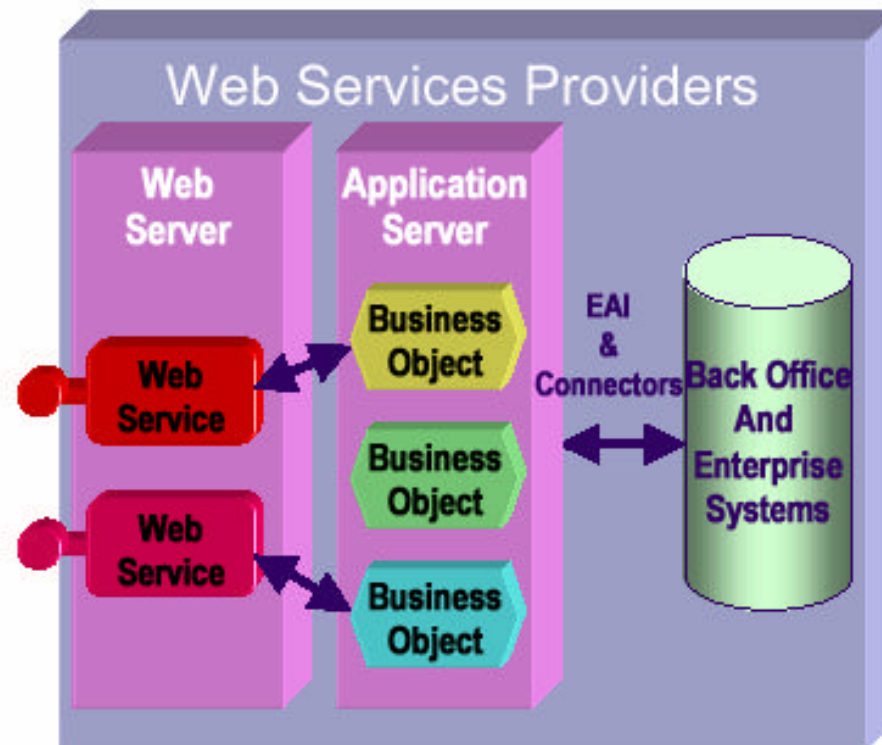 Web Services Providers
Web
Server
Application
Server
Web
Service
Web
Service
Business
Object
Business
Object
Business
Object
EAI
&
Connectors
Back Office
And
Enterprise
Systems